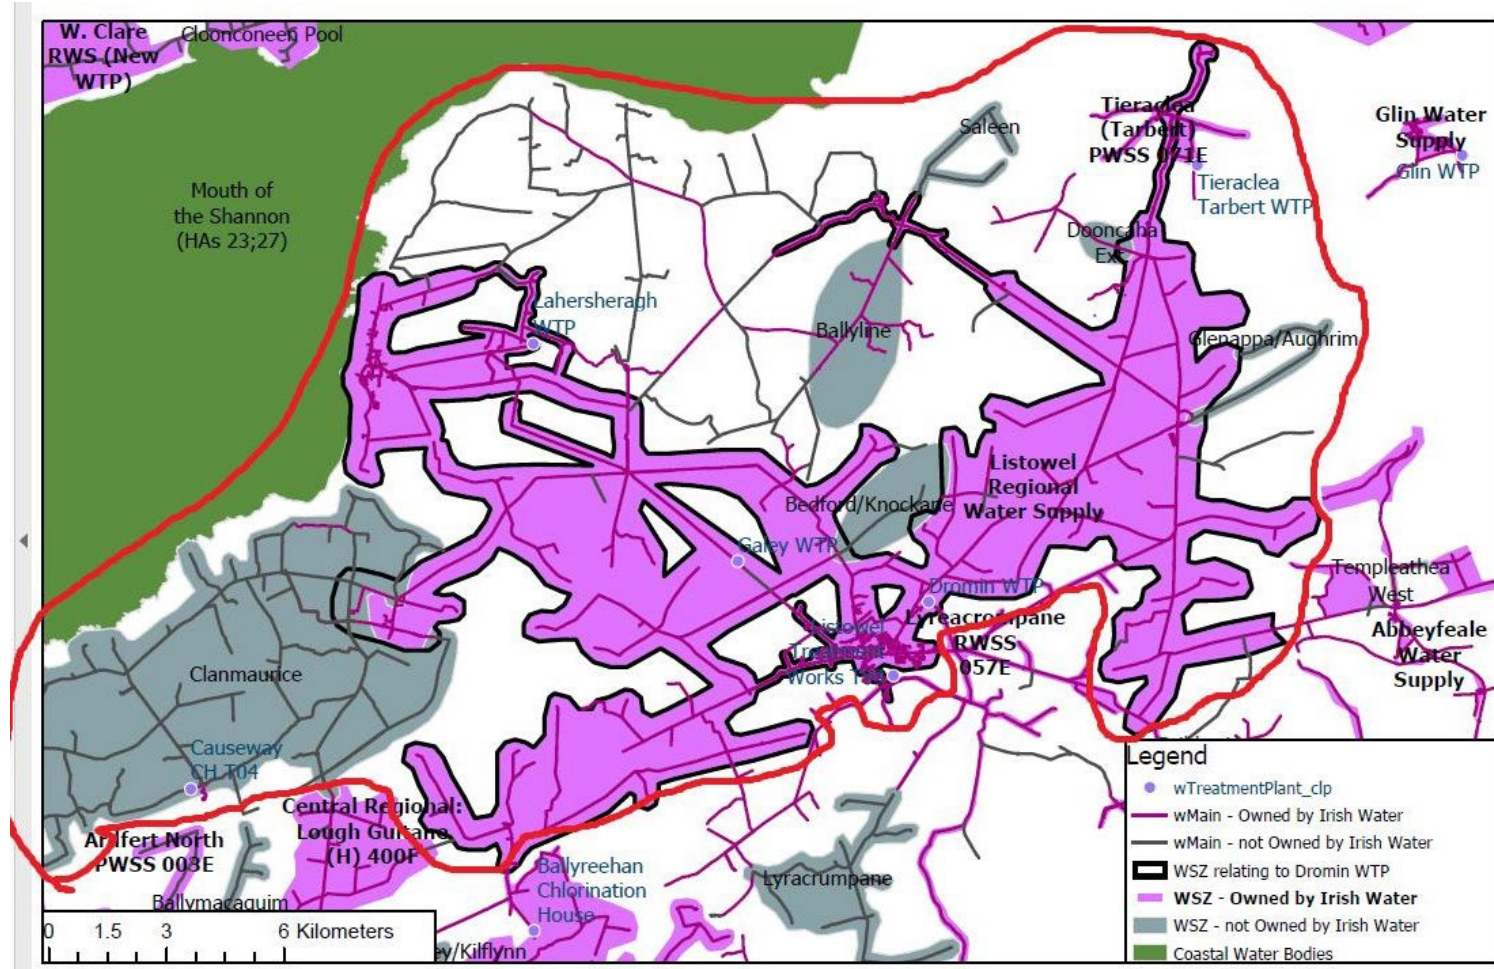 W. Clare
RWS (New
WTP)
Cloonconeen Pool
Mouth of
the Shannon
(HAs 23;27)
Saleen
Tieraclea
(Tarbert)
PWSS 071E
Glin Water
Supply
Glin WTP
Tieraclea
Tarbert WTP
Dooncaha
Ex
Lahersheragh
WTP
Ballyline
Glenappa/Aughrim
Listowel
Regional
Water Supply
Bedford/Knockane
Galey WTP
Dromin WTP
Lyreacrompane
RWSS
057E
Listowel
Treatment
Works
Templeathea
West
Abbeyfeale
Water
Supply
Clanmaurice
Causeway
CH T04
Central Regional:
Lough Guitane
(H) 400F
Ardfert North
PWSS 003E
Ballymacaquim
Ballyreehan
Chlorination
House
ey/Kilflynn
Lyracrumpane
0 1.5 3 6 Kilometers
Legend
wTreatmentPlant_clp
wMain - Owned by Irish Water
wMain - not Owned by Irish Water
WSZ relating to Dromin WTP
WSZ - Owned by Irish Water
WSZ - not Owned by Irish Water
Coastal Water Bodies